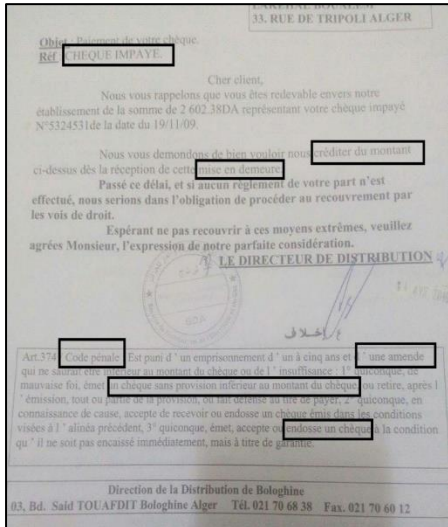 LAKEHAL BOUALEM
33. RUE DE TRIPOLI ALGER
Objet : Paiement de votre chèque.
Réf CHEQUE IMPAYE.
Cher client,
Nous vous rappelons que vous êtes redevable envers notre
établissement de la somme de 2 602.38DA représentant votre chèque impayé
N°5324531de la date du 19/11/09.
Nous vous demondons de bien vouloir nous créditer du montant
ci-dessus dès la réception de cette mise en demeure.
Passé ce délai, et si aucun règlement de votre part n'est
effectué, nous serions dans l'obligation de procéder au recouvrement par
les vois de droit.
Espérant ne pas recouvrir à ces moyens extrêmes, veuillez
agrées Monsieur, l'expression de notre parfaite considération.
LE DIRECTEUR DE DISTRIBUTION
ع/إخلاف
Art.374 Code pénale Est puni d ' un emprisonnement d ' un à cinq ans et d ' une amende
qui ne saurait être inférieur au montant du chèque ou de l ' insuffisance : 1° quiconque, de
mauvaise foi, émet un chèque sans provision inférieur au montant du chèque, ou retire, après l
' émission, tout ou partie de la provision, ou fait défense au tire de payer, 2° quiconque, en
connaissance de cause, accepte de recevoir ou endosse un chèque émis dans les conditions
visées à l ' alinéa précédent, 3° quiconque, émet, accepte ou endosse un chèque à la condition
qu ' il ne soit pas encaissé immédiatement, mais à titre de garantie.
Direction de la Distribution de Bologhine
03, Bd. Said TOUAFDIT Bologhine Alger Tél. 021 70 68 38 Fax. 021 70 60 12